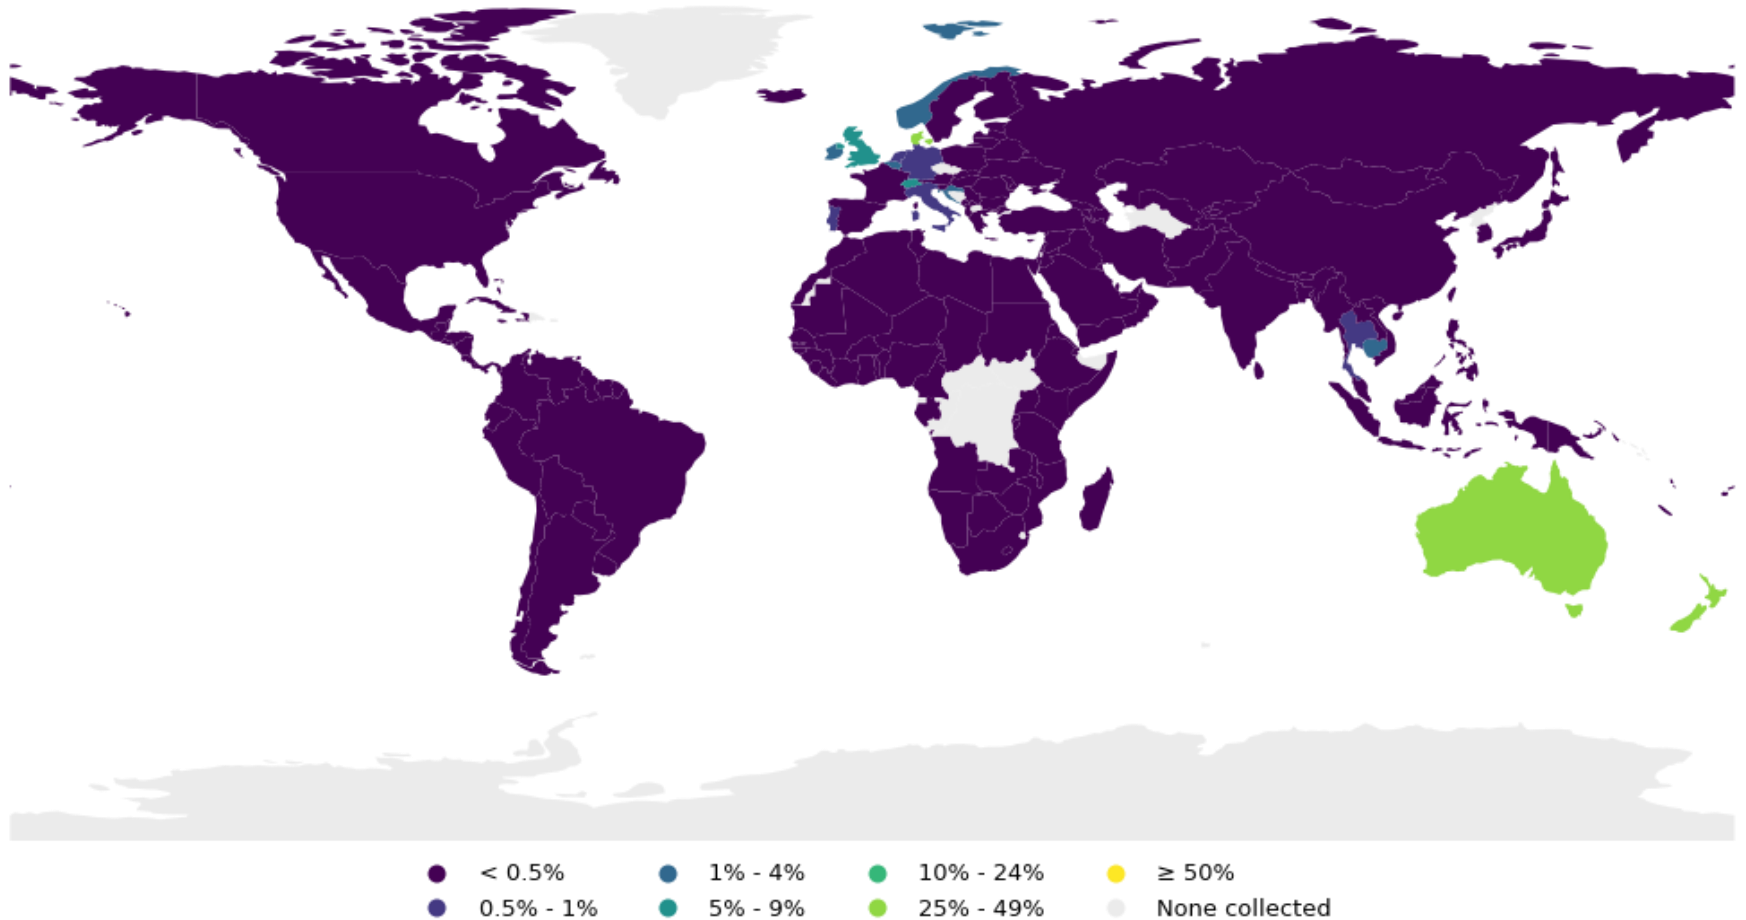 < 0.5%
1% - 4%
10% - 24%
≥ 50%
0.5% - 1%
5% - 9%
25% - 49%
None collected